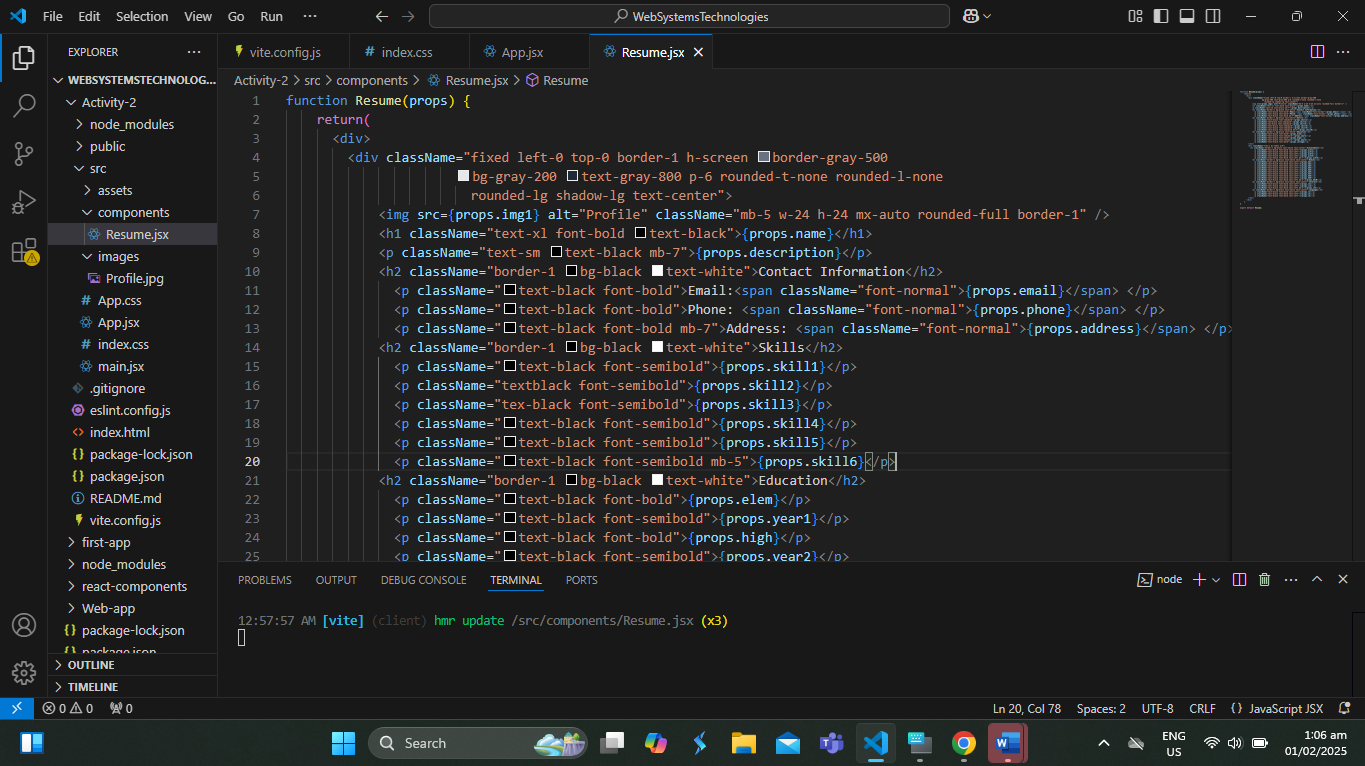 File Edit Selection View Go Run ··· WebSystemsTechnologies
EXPLORER
WEBSYSTEMSTECHNOLOG...
Activity-2
node_modules
public
src
assets
components
Resume.jsx
images
Profile.jpg
App.css
App.jsx
index.css
main.jsx
.gitignore
eslint.config.js
index.html
package-lock.json
package.json
README.md
vite.config.js
first-app
node_modules
react-components
Web-app
package-lock.json
package.json
OUTLINE
TIMELINE
vite.config.js index.css App.jsx Resume.jsx
Activity-2 > src > components > Resume.jsx > Resume
1 function Resume(props) {
2 return(
3 <div>
4 <div className="fixed left-0 top-0 border-1 h-screen border-gray-500
5 bg-gray-200 text-gray-800 p-6 rounded-t-none rounded-l-none
6 rounded-lg shadow-lg text-center">
7 <img src={props.img1} alt="Profile" className="mb-5 w-24 h-24 mx-auto rounded-full border-1" />
8 <h1 className="text-xl font-bold text-black">{props.name}</h1>
9 <p className="text-sm text-black mb-7">{props.description}</p>
10 <h2 className="border-1 bg-black text-white">Contact Information</h2>
11 <p className="text-black font-bold">Email:<span className="font-normal">{props.email}</span> </p>
12 <p className="text-black font-bold">Phone: <span className="font-normal">{props.phone}</span> </p>
13 <p className="text-black font-bold mb-7">Address: <span className="font-normal">{props.address}</span> </p>
14 <h2 className="border-1 bg-black text-white">Skills</h2>
15 <p className="text-black font-semibold">{props.skill1}</p>
16 <p className="textblack font-semibold">{props.skill2}</p>
17 <p className="tex-black font-semibold">{props.skill3}</p>
18 <p className="text-black font-semibold">{props.skill4}</p>
19 <p className="text-black font-semibold">{props.skill5}</p>
20 <p className="text-black font-semibold mb-5">{props.skill6}</p>
21 <h2 className="border-1 bg-black text-white">Education</h2>
22 <p className="text-black font-bold">{props.elem}</p>
23 <p className="text-black font-semibold">{props.year1}</p>
24 <p className="text-black font-bold">{props.high}</p>
25 <p className="text-black font-semibold">{props.year2}</p>
PROBLEMS OUTPUT DEBUG CONSOLE TERMINAL PORTS node
12:57:57 AM [vite] (client) hmr update /src/components/Resume.jsx (x3)
0 0 0 Ln 20, Col 78 Spaces: 2 UTF-8 CRLF {} JavaScript JSX
Search ENG US 1:06 am
01/02/2025